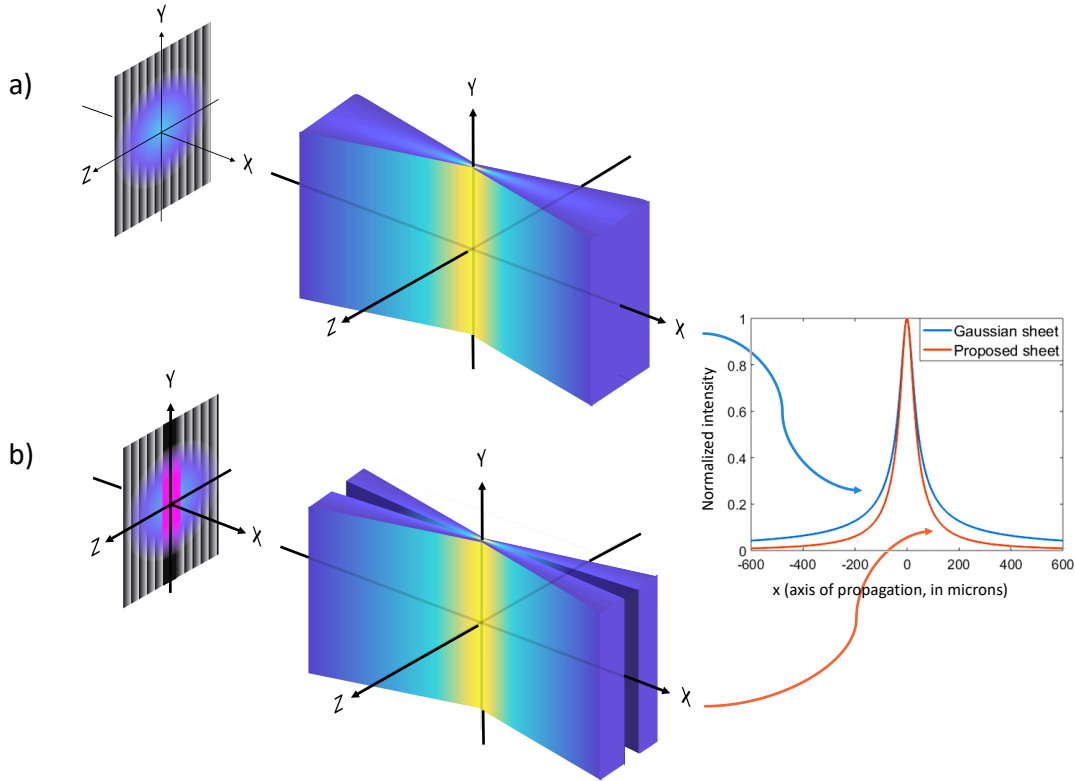 a)
Y
Z
X
Y
Z
X
b)
Y
Z
X
Y
Z
X
Gaussian sheet
Proposed sheet
Normalized intensity
1
0.8
0.6
0.4
0.2
0
-600
-400
-200
0
200
400
600
x (axis of propagation, in microns)